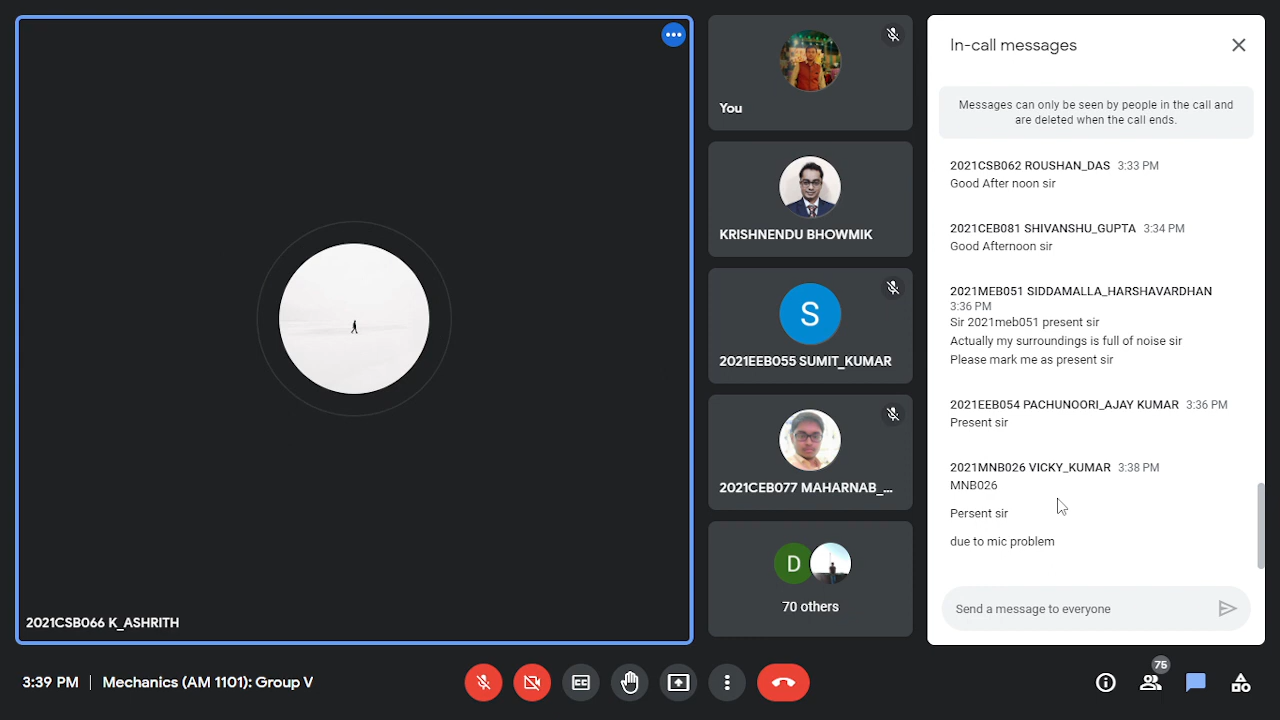 You
KRISHNENDU BHOWMIK
S
2021EEB055 SUMIT_KUMAR
2021CEB077 MAHARNAB_...
D
70 others
2021CSB066 K_ASHRITH
In-call messages
Messages can only be seen by people in the call and
are deleted when the call ends.
2021CSB062 ROUSHAN_DAS 3:33 PM
Good After noon sir
2021CEB081 SHIVANSHU_GUPTA 3:34 PM
Good Afternoon sir
2021MEB051 SIDDAMALLA_HARSHAVARDHAN
3:36 PM
Sir 2021meb051 present sir
Actually my surroundings is full of noise sir
Please mark me as present sir
2021EEB054 PACHUNOORI_AJAY KUMAR 3:36 PM
Present sir
2021MNB026 VICKY_KUMAR 3:38 PM
MNB026
Persent sir
due to mic problem
Send a message to everyone
3:39 PM | Mechanics (AM 1101): Group V
75